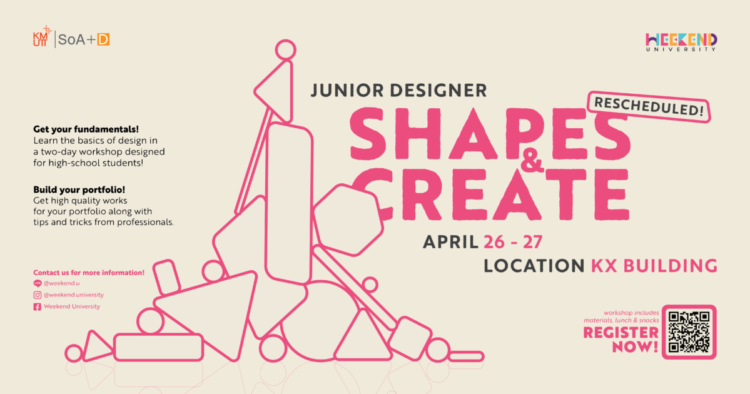 KMUTT
SoA+D
WEEKEND
UNIVERSITY
JUNIOR DESIGNER
RESCHEDULED!
SHAPES
&
CREATE
APRIL 26 - 27
LOCATION KX BUILDING
Get your fundamentals!
Learn the basics of design in
a two-day workshop designed
for high-school students!
Build your portfolio!
Get high quality works
for your portfolio along with
tips and tricks from professionals.
Contact us for more information!
@weekend.u
@weekend.university
Weekend University
workshop includes
materials, lunch & snacks
REGISTER
NOW!